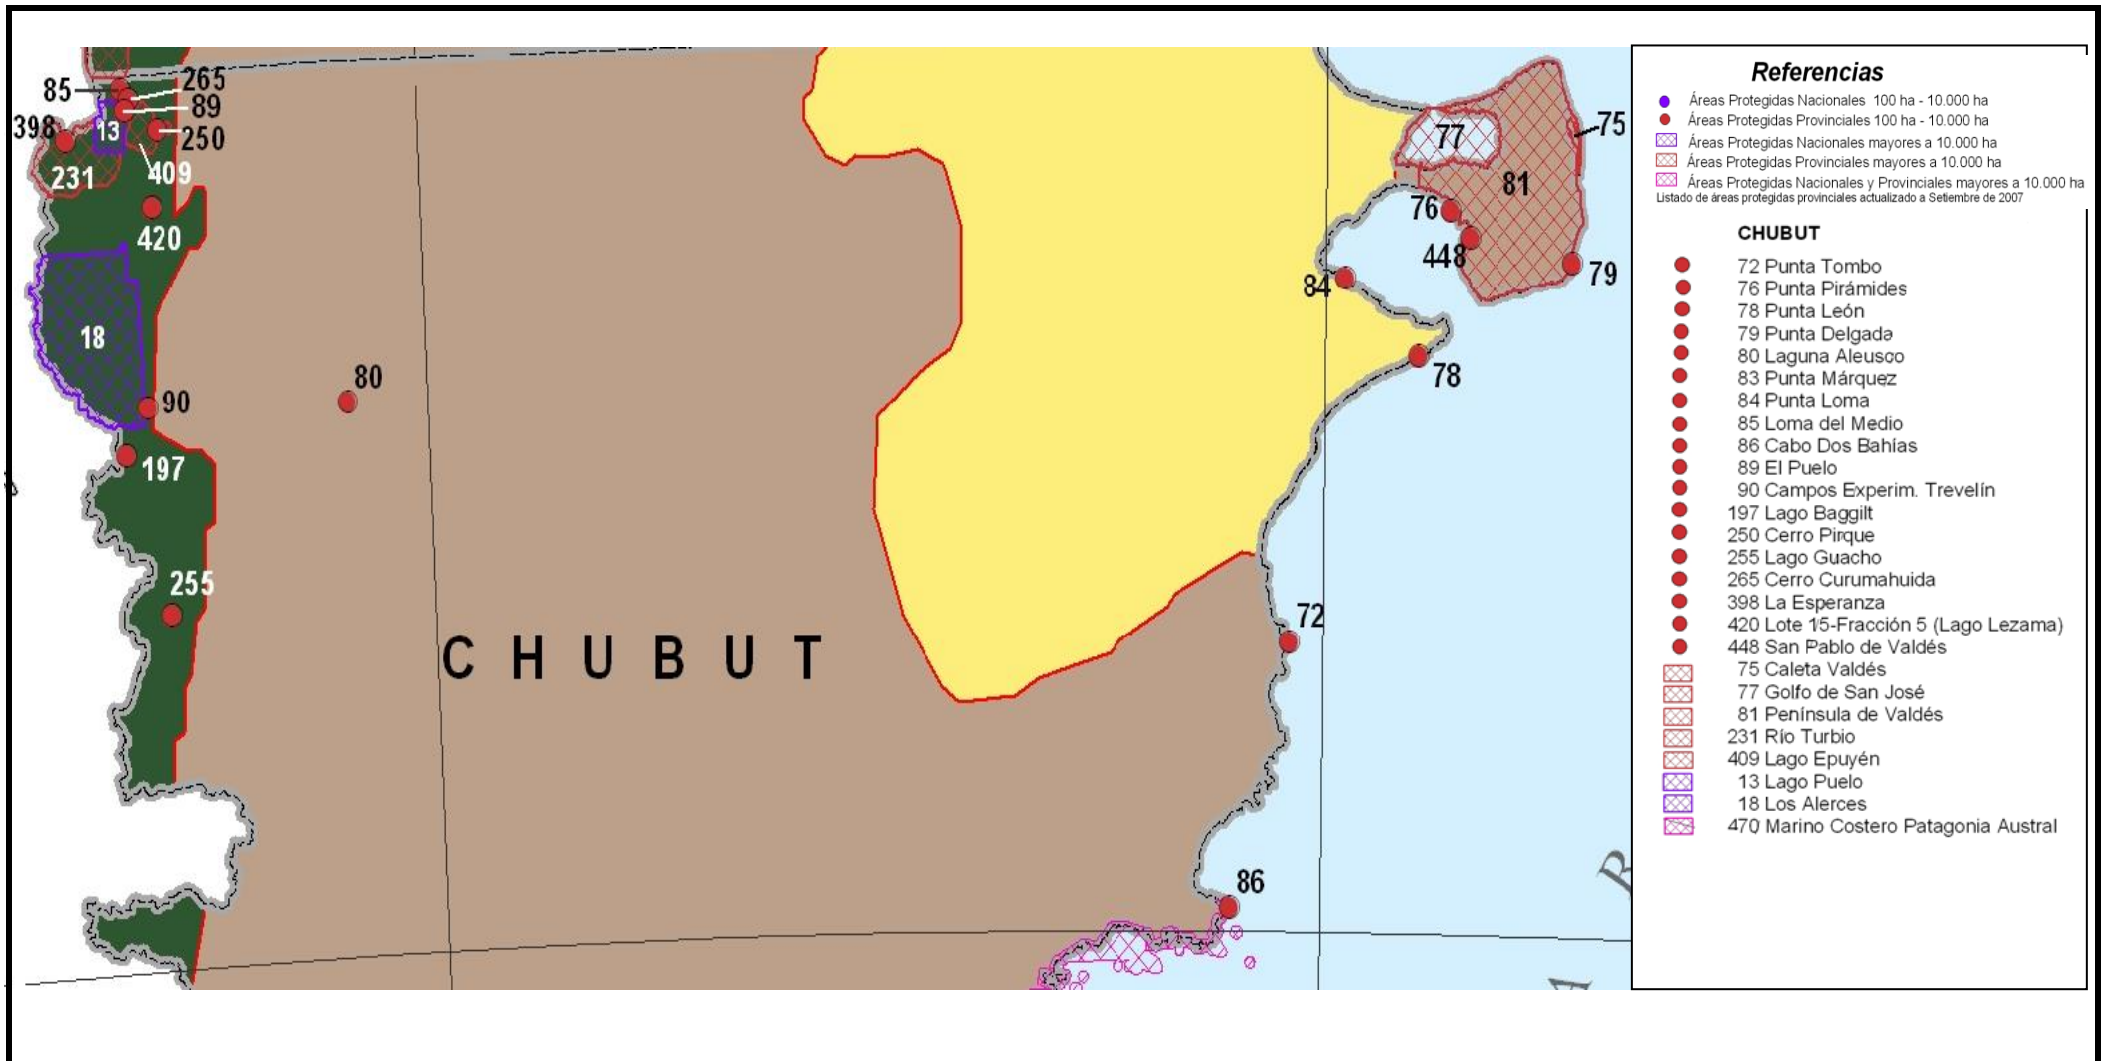 85
265
89
398
13
250
231
409
420
18
80
90
197
255
CHUBUT
77
75
81
76
448
79
84
78
72
86
R
A
Referencias
Áreas Protegidas Nacionales 100 ha - 10.000 ha
Áreas Protegidas Provinciales 100 ha - 10.000 ha
Áreas Protegidas Nacionales mayores a 10.000 ha
Áreas Protegidas Provinciales mayores a 10.000 ha
Áreas Protegidas Nacionales y Provinciales mayores a 10.000 ha
Listado de áreas protegidas provinciales actualizado a Setiembre de 2007
CHUBUT
72 Punta Tombo
76 Punta Pirámides
78 Punta León
79 Punta Delgada
80 Laguna Aleusco
83 Punta Márquez
84 Punta Loma
85 Loma del Medio
86 Cabo Dos Bahías
89 El Puelo
90 Campos Experim. Trevelín
197 Lago Baggilt
250 Cerro Pirque
255 Lago Guacho
265 Cerro Curumahuida
398 La Esperanza
420 Lote 15-Fracción 5 (Lago Lezama)
448 San Pablo de Valdés
75 Caleta Valdés
77 Golfo de San José
81 Península de Valdés
231 Río Turbio
409 Lago Epuyén
13 Lago Puelo
18 Los Alerces
470 Marino Costero Patagonia Austral